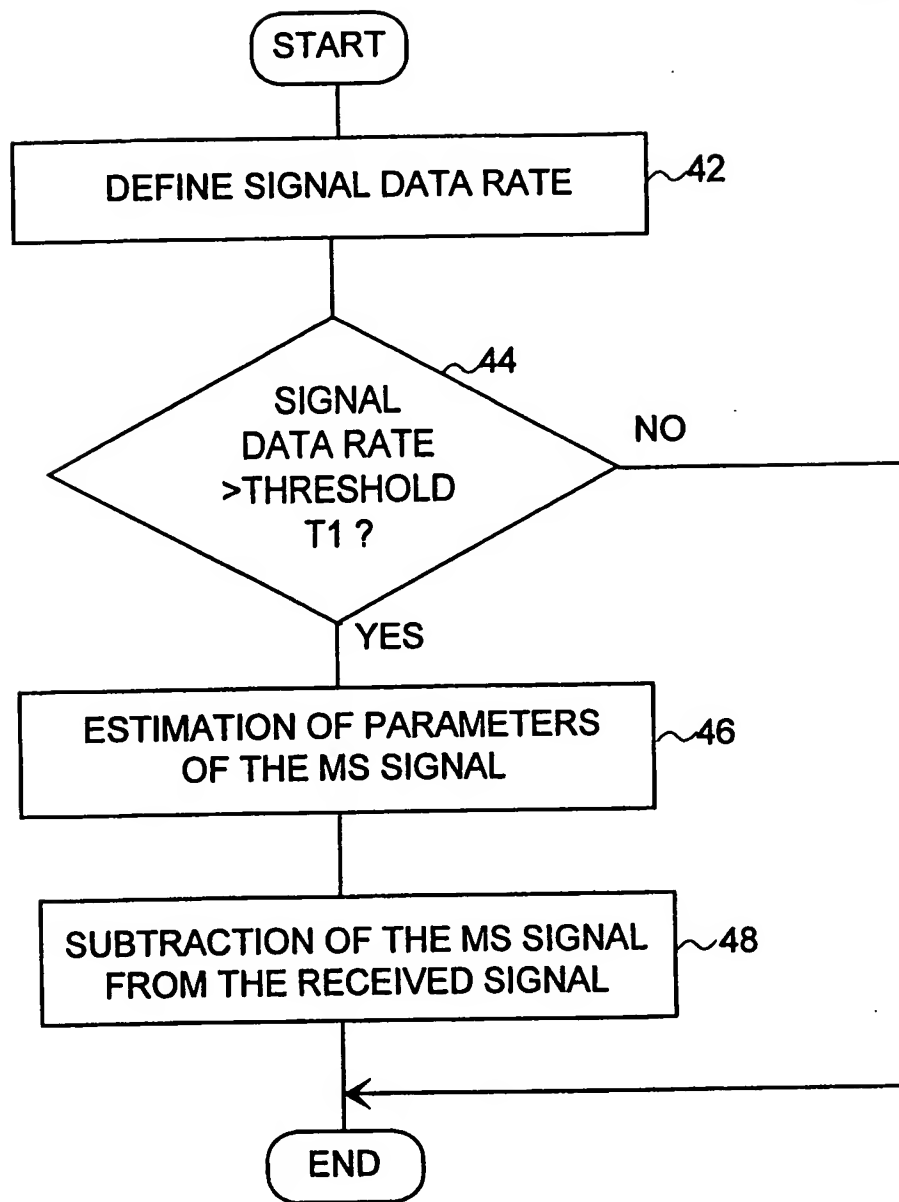 START
DEFINE SIGNAL DATA RATE
42
44
SIGNAL
DATA RATE
>THRESHOLD
T1 ?
NO
YES
ESTIMATION OF PARAMETERS
OF THE MS SIGNAL
46
SUBTRACTION OF THE MS SIGNAL
FROM THE RECEIVED SIGNAL
48
END